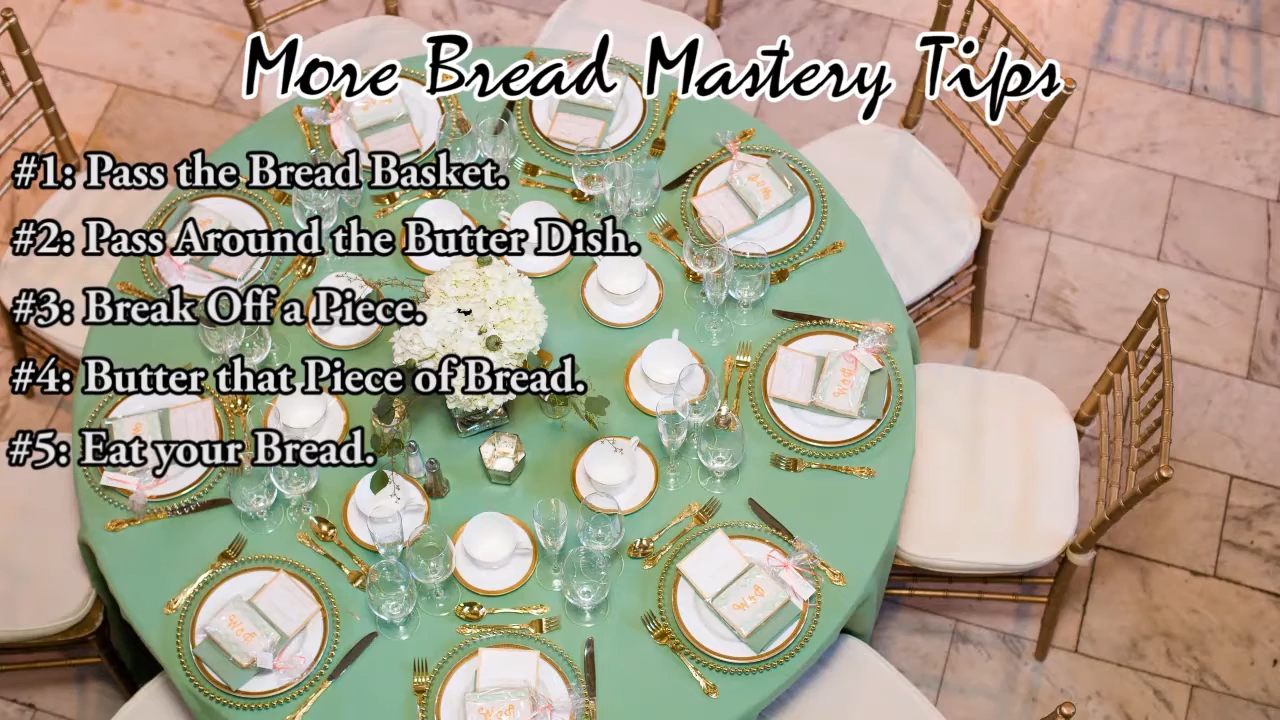 More Bread Mastery Tips
#1: Pass the Bread Basket.
#2: Pass Around the Butter Dish.
#3: Break Off a Piece.
#4: Butter that Piece of Bread.
#5: Eat your Bread.